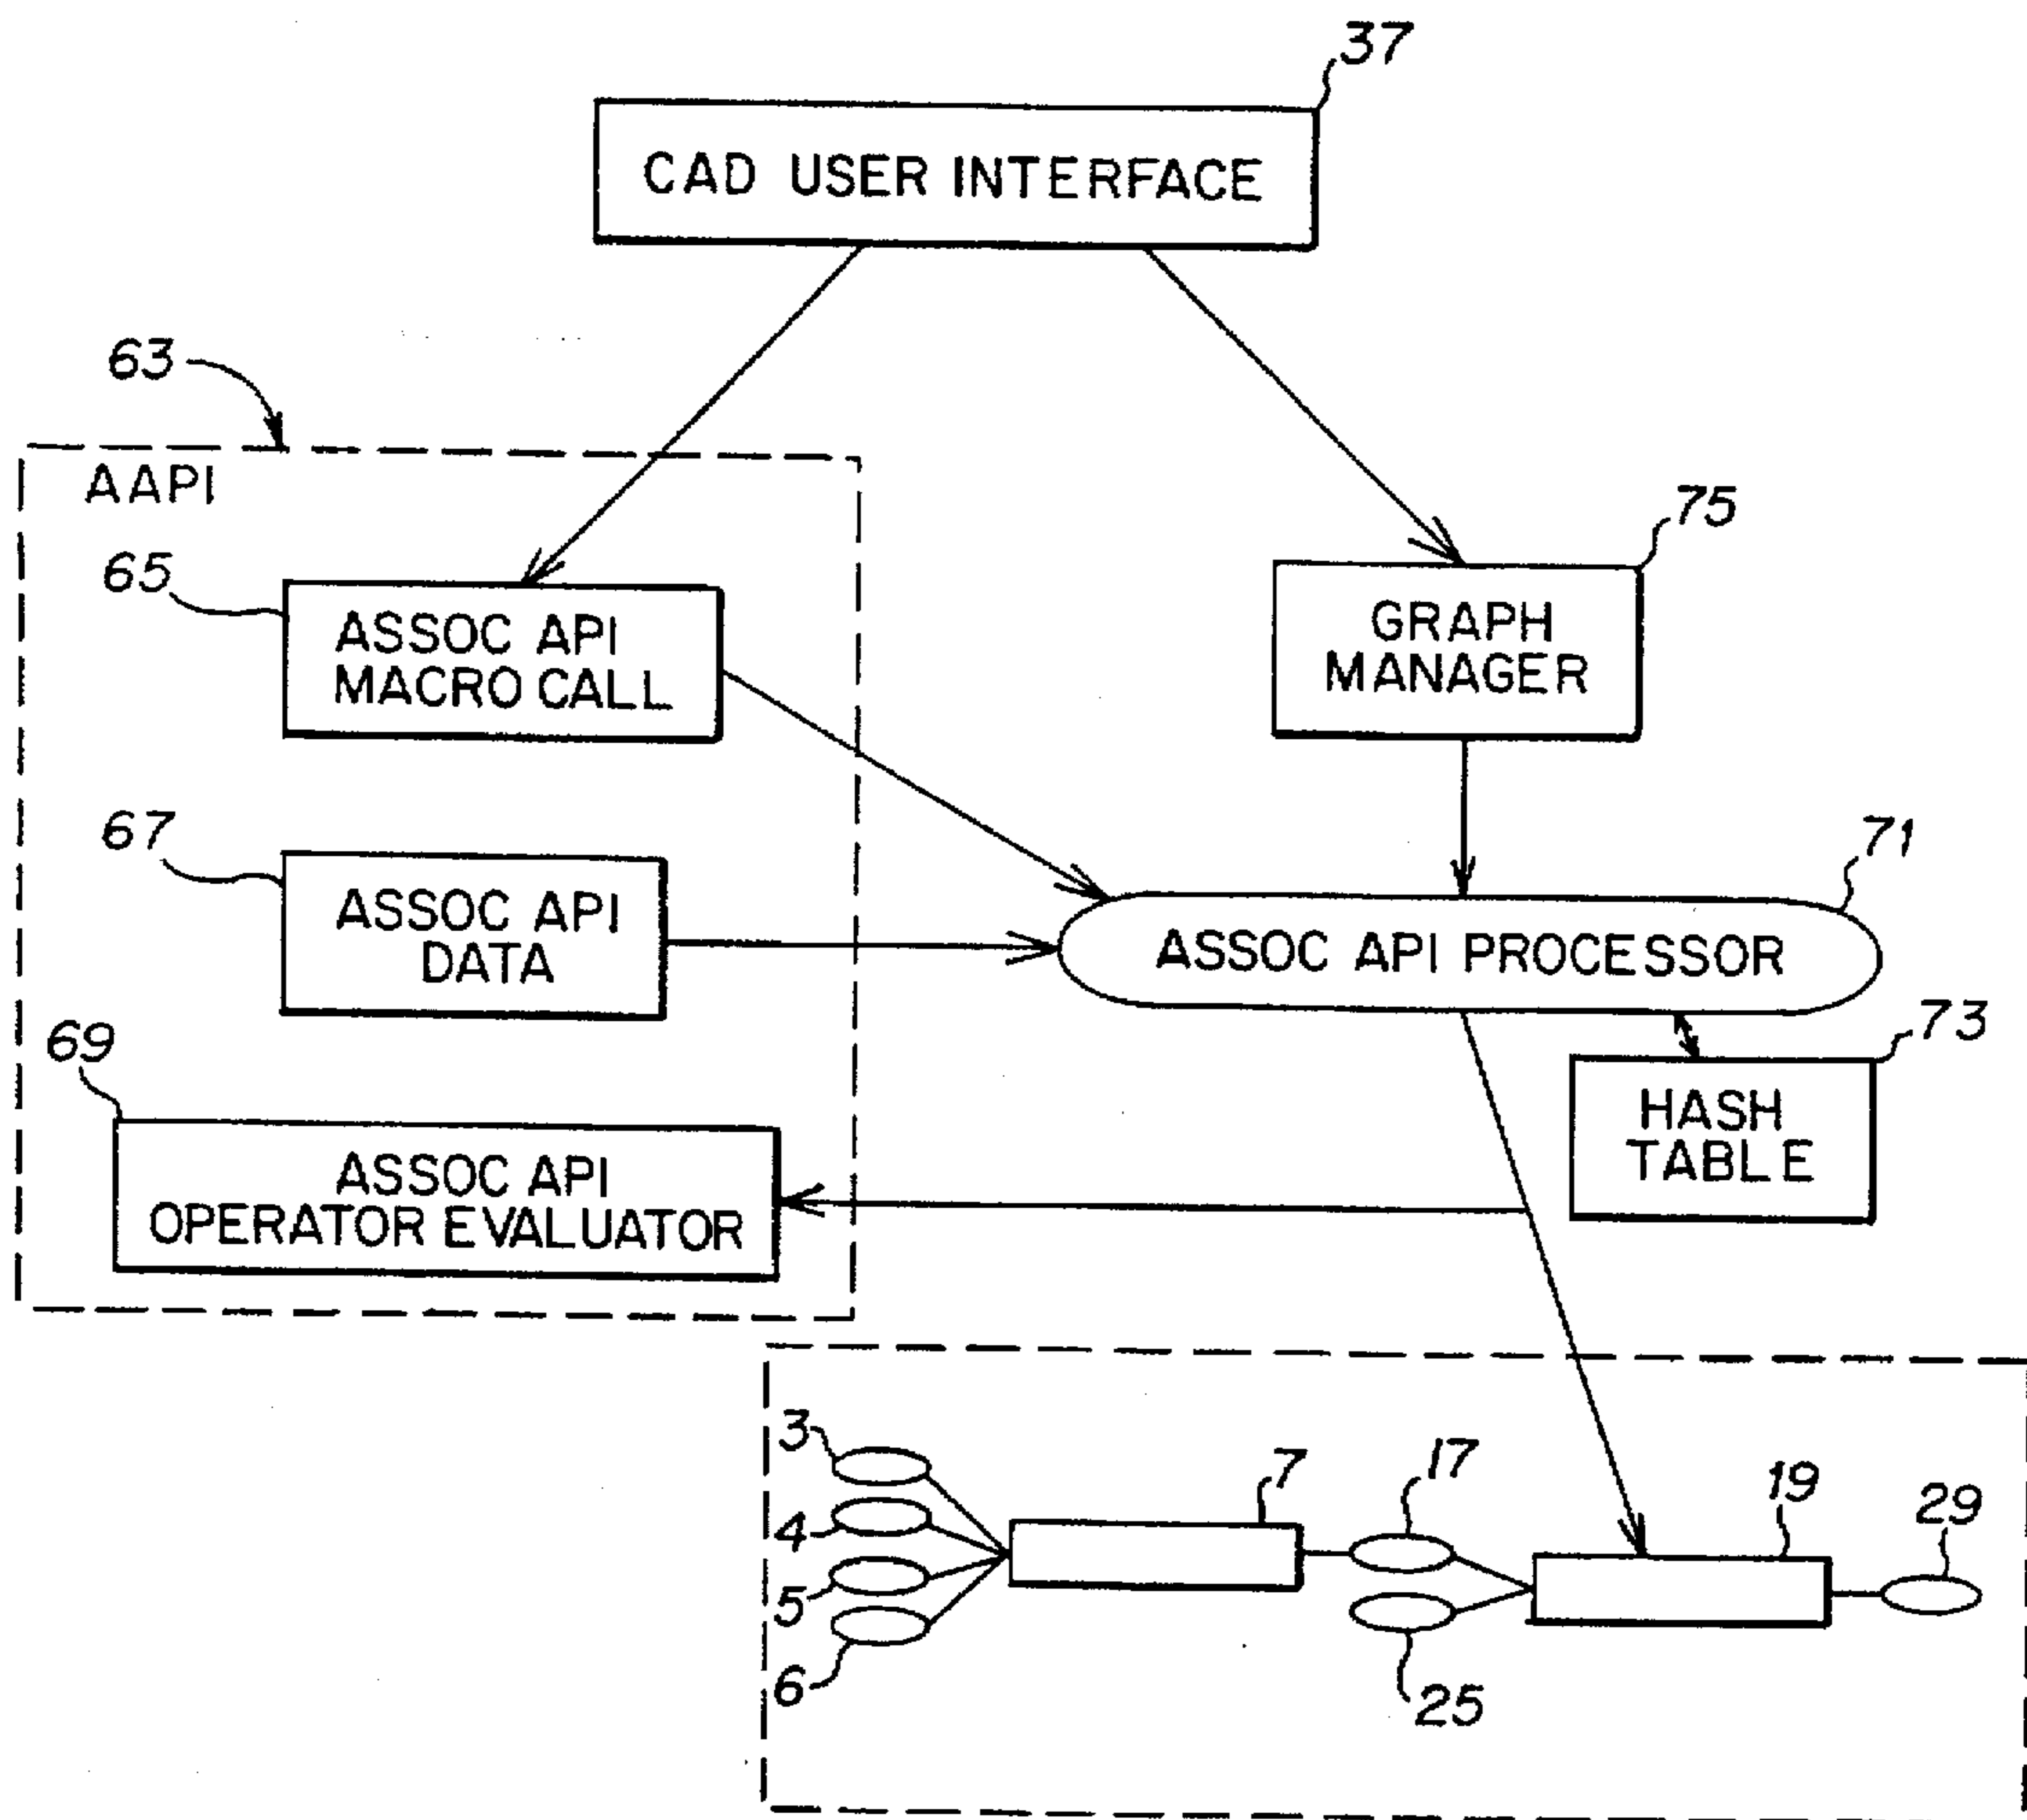 37
CAD USER INTERFACE
63
AAPI
75
65
ASSOC API
MACRO CALL
GRAPH
MANAGER
67
71
ASSOC API
DATA
ASSOC API PROCESSOR
73
69
HASH
TABLE
ASSOC API
OPERATOR EVALUATOR
3
7
17
19
29
4
5
6
25